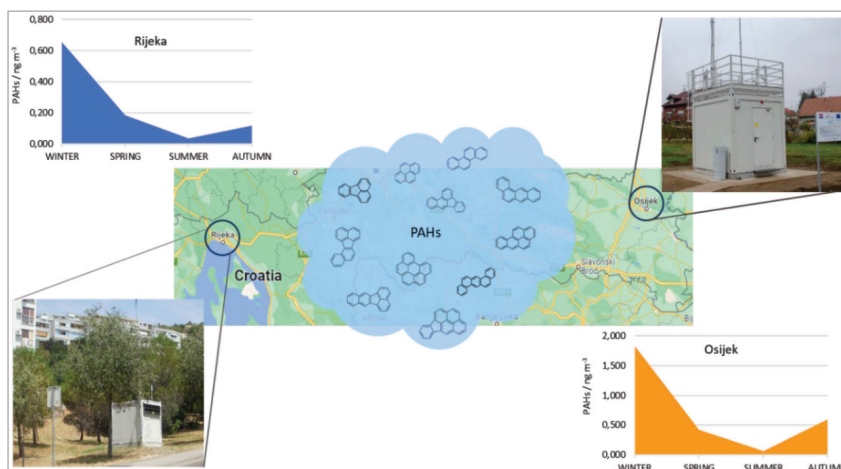 Rijeka
PAHs / ng m⁻³
0,800
0,600
0,400
0,200
0,000
WINTER
SPRING
SUMMER
AUTUMN
PAHs
Rijeka
Croatia
Osijek
Slavonski
Brod
Osijek
PAHs / ng m⁻³
2,000
1,500
1,000
0,500
0,000
WINTER
SPRING
SUMMER
AUTUMN